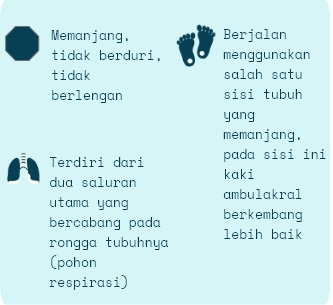 Memanjang,
tidak berduri,
tidak
berlengan
Terdiri dari
dua saluran
utama yang
bercabang pada
rongga tubuhnya
(pohon
respirasi)
Berjalan
menggunakan
salah satu
sisi tubuh
yang
memanjang,
pada sisi ini
kaki
ambulakral
berkembang
lebih baik